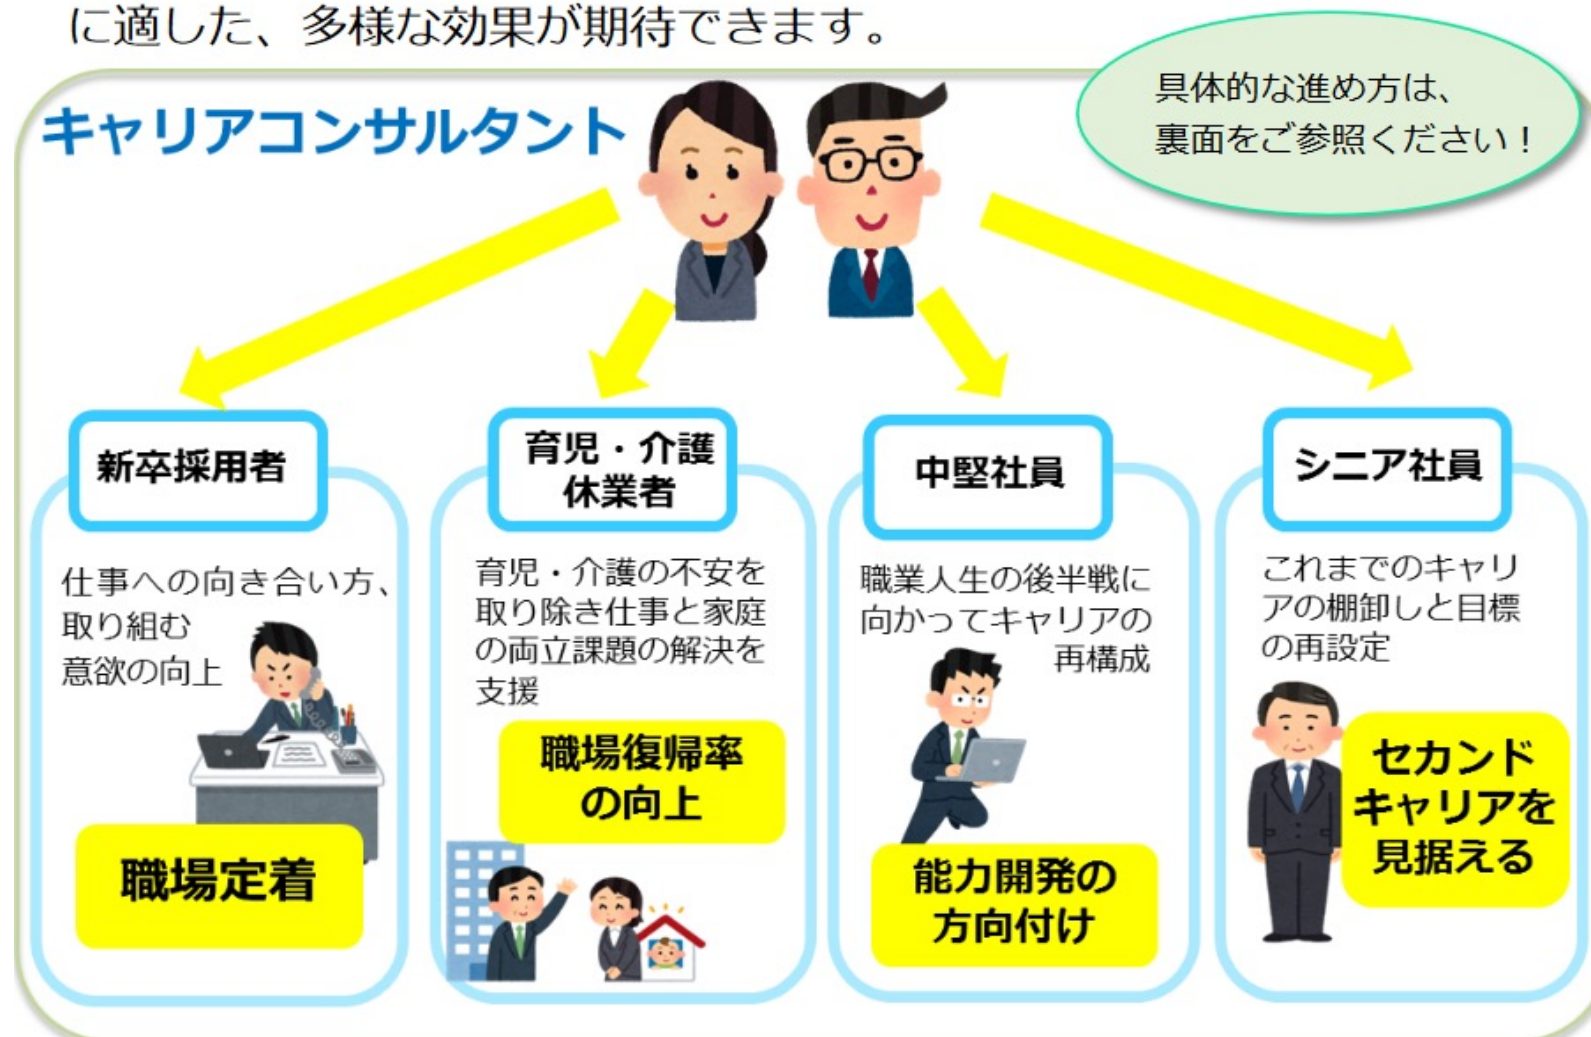 に適した、多様な効果が期待できます。
具体的な進め方は、
裏面をご参照ください！
キャリアコンサルタント
新卒採用者
仕事への向き合い方、
取り組む
意欲の向上
職場定着
育児・介護
休業者
育児・介護の不安を
取り除き仕事と家庭
の両立課題の解決を
支援
職場復帰率
の向上
中堅社員
職業人生の後半戦に
向かってキャリアの
再構成
能力開発の
方向付け
シニア社員
これまでのキャリ
アの棚卸しと目標
の再設定
セカンド
キャリアを
見据える